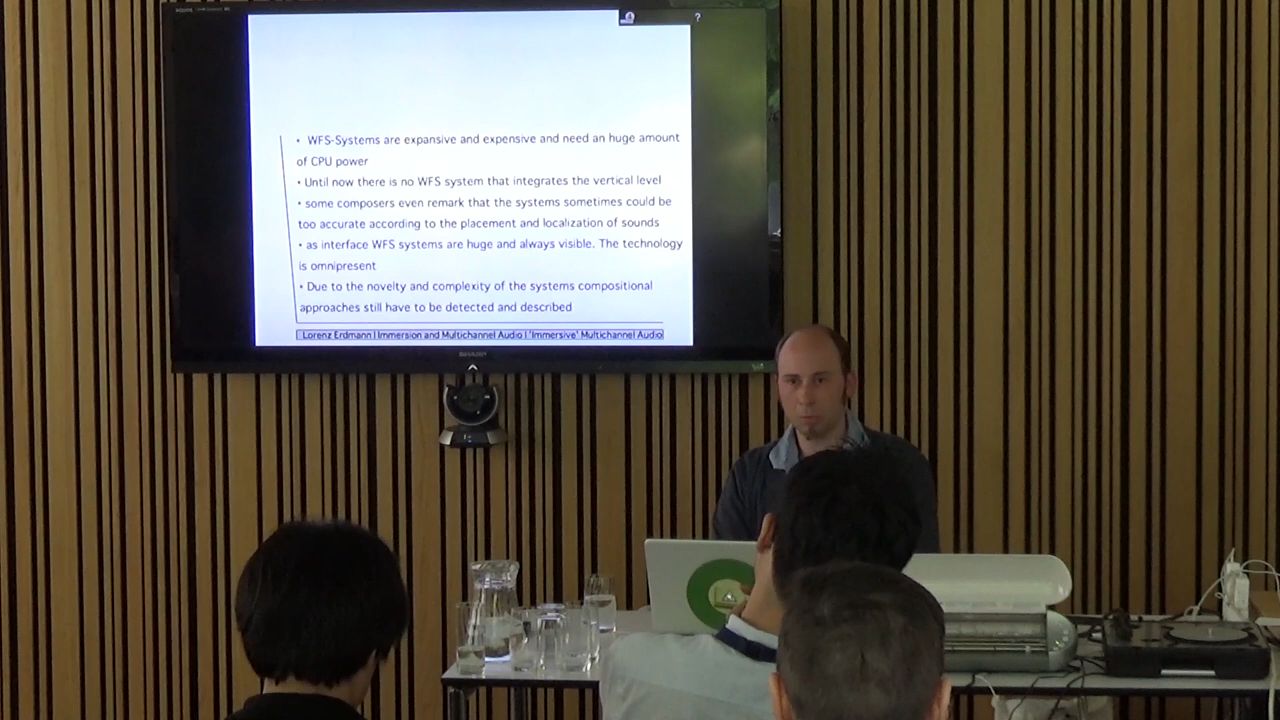 ?
• WFS-Systems are expansive and expensive and need an huge amount
of CPU power
• Until now there is no WFS system that integrates the vertical level
• some composers even remark that the systems sometimes could be
too accurate according to the placement and localization of sounds
• as interface WFS systems are huge and always visible. The technology
is omnipresent
• Due to the novelty and complexity of the systems compositional
approaches still have to be detected and described
Lorenz Erdmann | Immersion and Multichannel Audio | 'Immersive' Multichannel Audio
SHARP